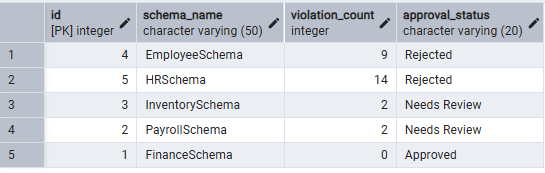 id schema_name violation_count approval_status
[PK] integer character varying (50) integer character varying (20)
1 4 EmployeeSchema 9 Rejected
2 5 HRSchema 14 Rejected
3 3 InventorySchema 2 Needs Review
4 2 PayrollSchema 2 Needs Review
5 1 FinanceSchema 0 Approved